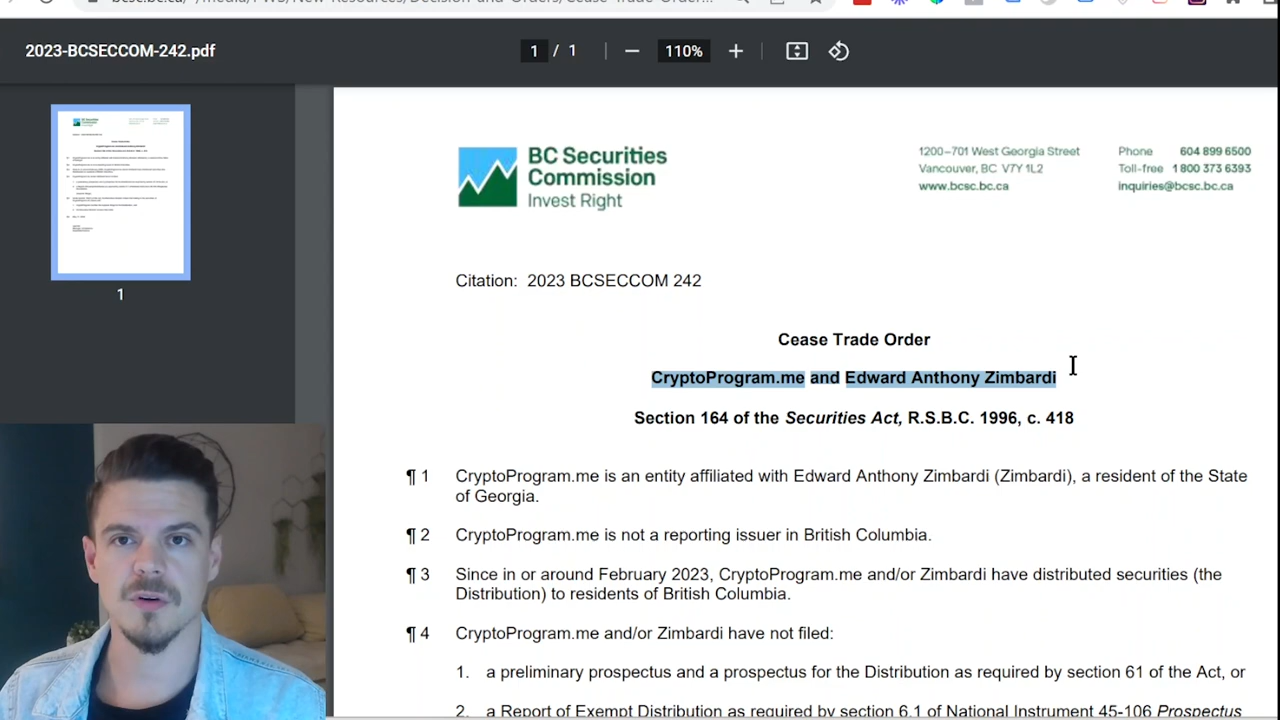 2023-BCSECCOM-242.pdf
1 / 1
110%
1
BC Securities
Commission
Invest Right
1200–701 West Georgia Street
Vancouver, BC V7Y 1L2
www.bcsc.bc.ca
Phone 604 899 6500
Toll-free 1 800 373 6393
inquiries@bcsc.bc.ca
Citation: 2023 BCSECCOM 242
Cease Trade Order
CryptoProgram.me and Edward Anthony Zimbardi
Section 164 of the Securities Act, R.S.B.C. 1996, c. 418
¶ 1 CryptoProgram.me is an entity affiliated with Edward Anthony Zimbardi (Zimbardi), a resident of the State
of Georgia.
¶ 2 CryptoProgram.me is not a reporting issuer in British Columbia.
¶ 3 Since in or around February 2023, CryptoProgram.me and/or Zimbardi have distributed securities (the
Distribution) to residents of British Columbia.
¶ 4 CryptoProgram.me and/or Zimbardi have not filed:
1. a preliminary prospectus and a prospectus for the Distribution as required by section 61 of the Act, or
2. a Report of Exempt Distribution as required by section 6.1 of National Instrument 45-106 Prospectus